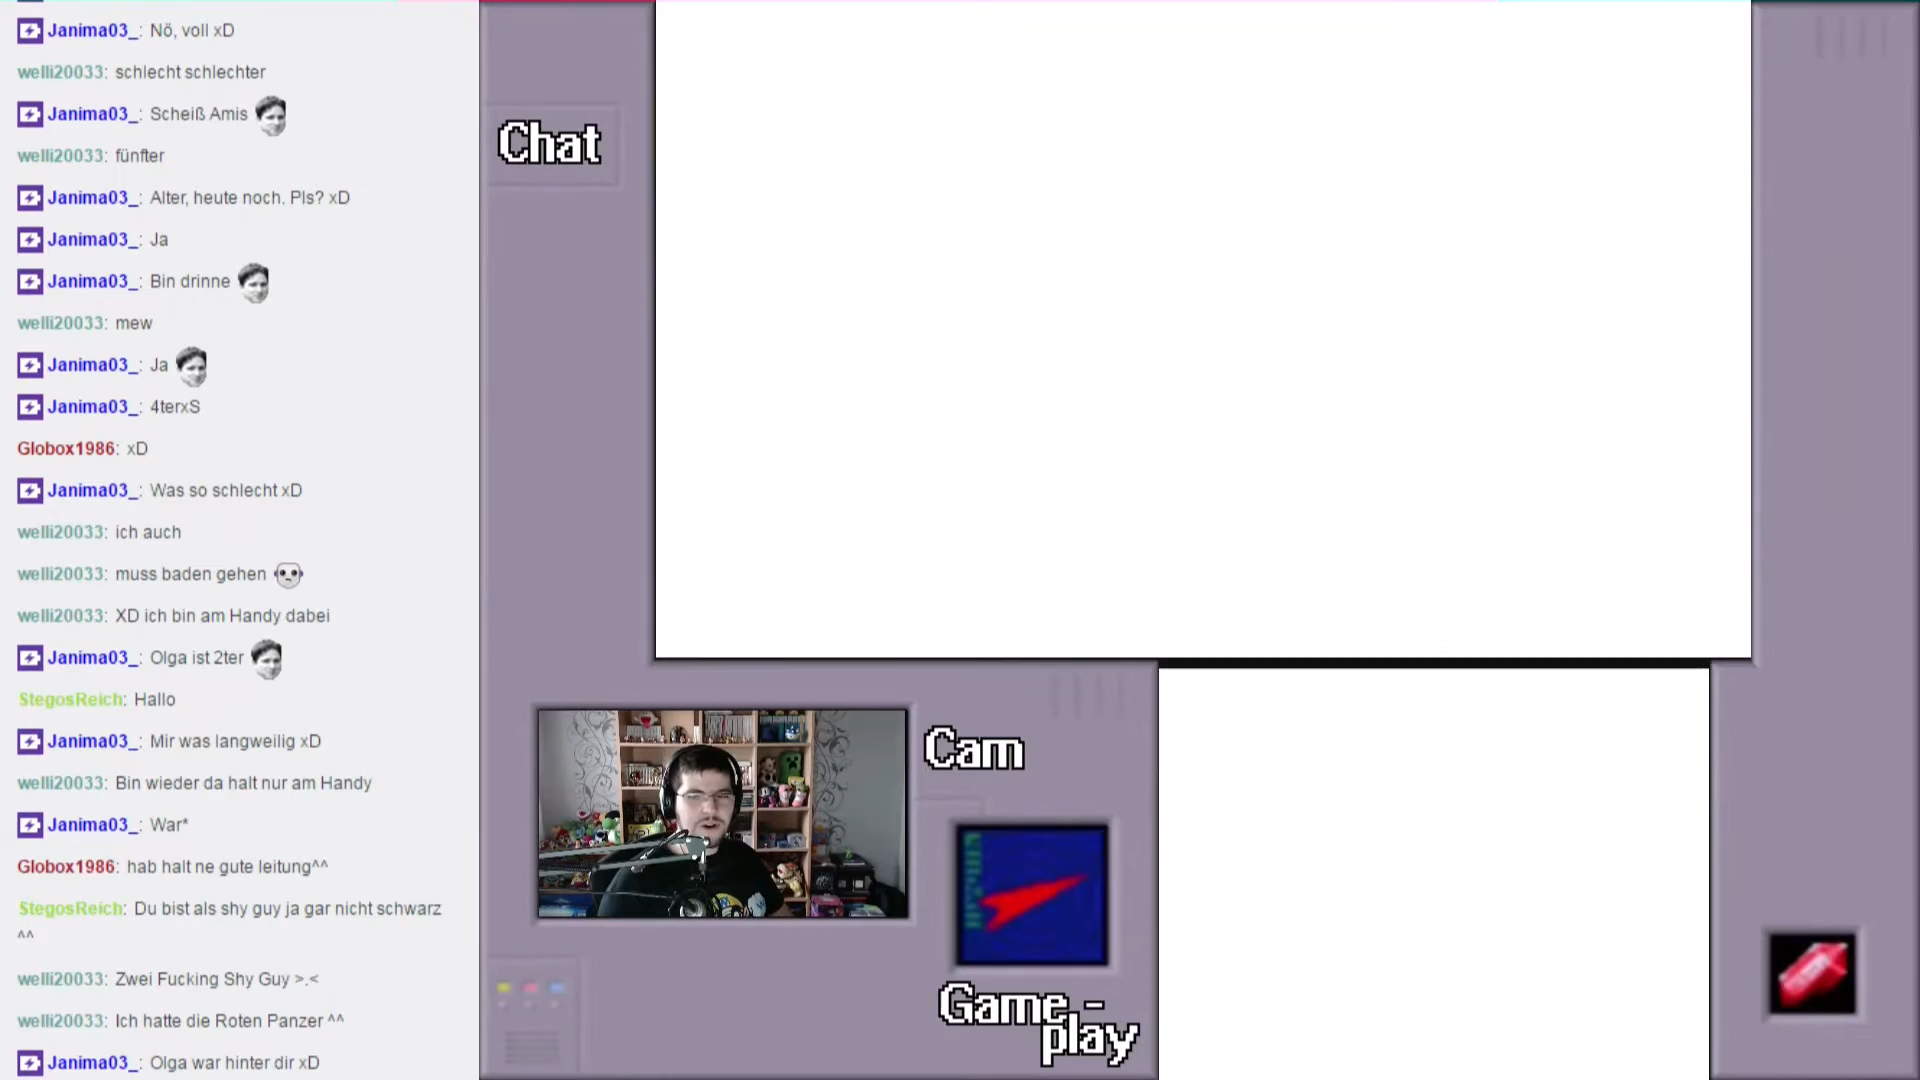 Janima03_: Nö, voll xD
welli20033: schlecht schlechter
Janima03_: Scheiß Amis
welli20033: fünfter
Janima03_: Alter, heute noch. Pls? xD
Janima03_: Ja
Janima03_: Bin drinne
welli20033: mew
Janima03_: Ja
Janima03_: 4terxS
Globox1986: xD
Janima03_: Was so schlecht xD
welli20033: ich auch
welli20033: muss baden gehen
welli20033: XD ich bin am Handy dabei
Janima03_: Olga ist 2ter
StegosReich: Hallo
Janima03_: Mir was langweilig xD
welli20033: Bin wieder da halt nur am Handy
Janima03_: War*
Globox1986: hab halt ne gute leitung^^
StegosReich: Du bist als shy guy ja gar nicht schwarz
^^
welli20033: Zwei Fucking Shy Guy >.<
welli20033: Ich hatte die Roten Panzer ^^
Janima03_: Olga war hinter dir xD
Chat
Cam
Game -
play